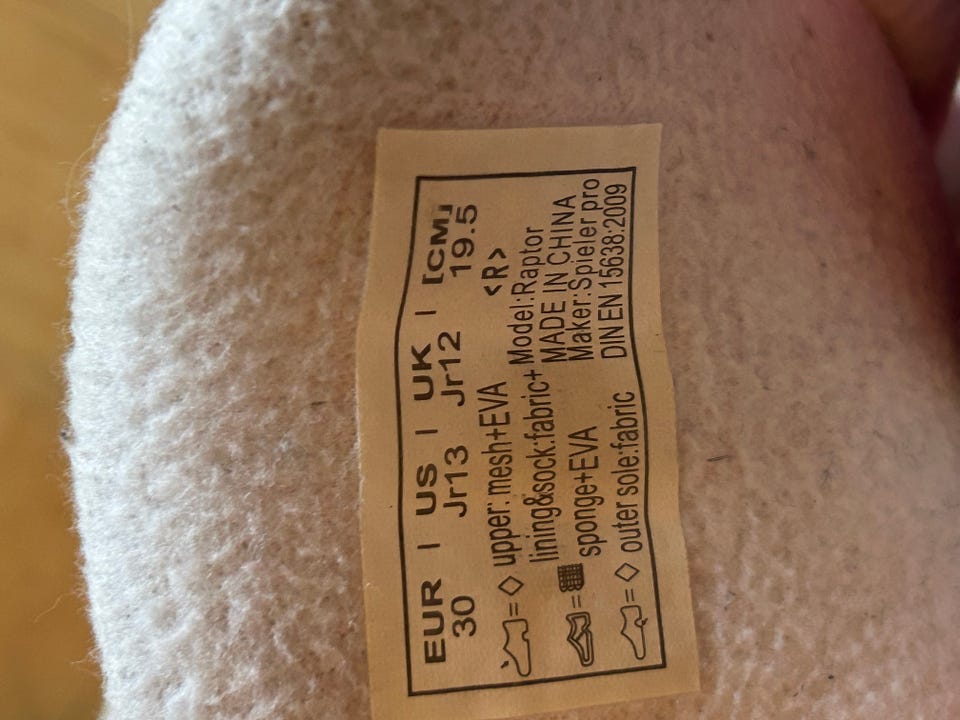 EUR | US | UK | [CM]
30 Jr13 Jr12 19.5
<R>
= ◇ upper: mesh+EVA
lining&sock:fabric+
= sponge+EVA
= ◇ outer sole:fabric
Model:Raptor
MADE IN CHINA
Maker:Spieler pro
DIN EN 15638:2009